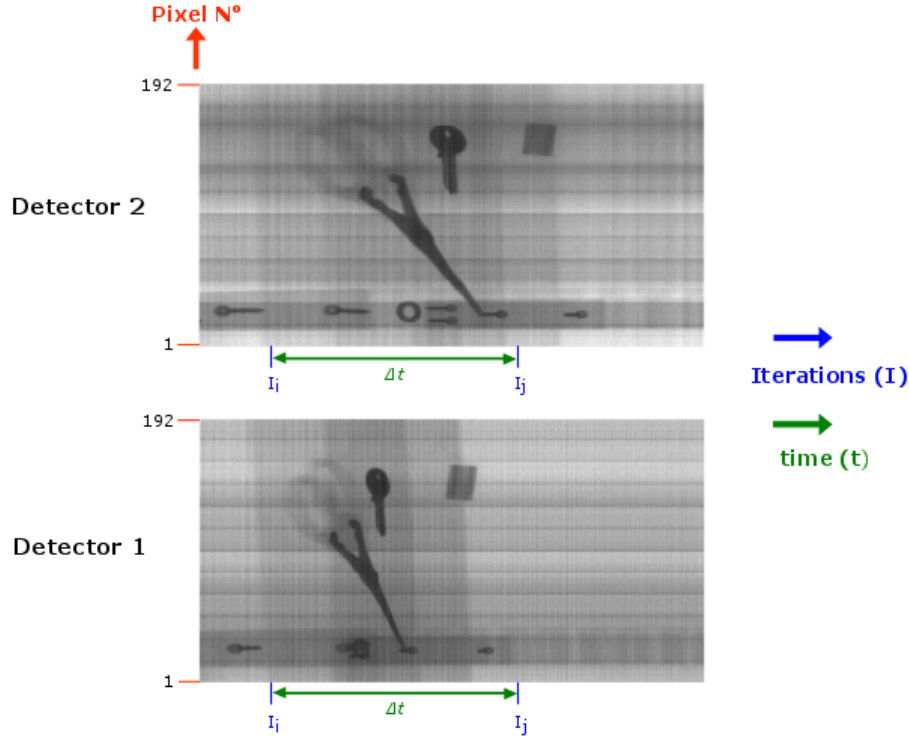 Pixel Nº
192
Detector 2
1
Δt
Ii
Ij
Iterations (I)
192
time (t)
Detector 1
1
Δt
Ii
Ij